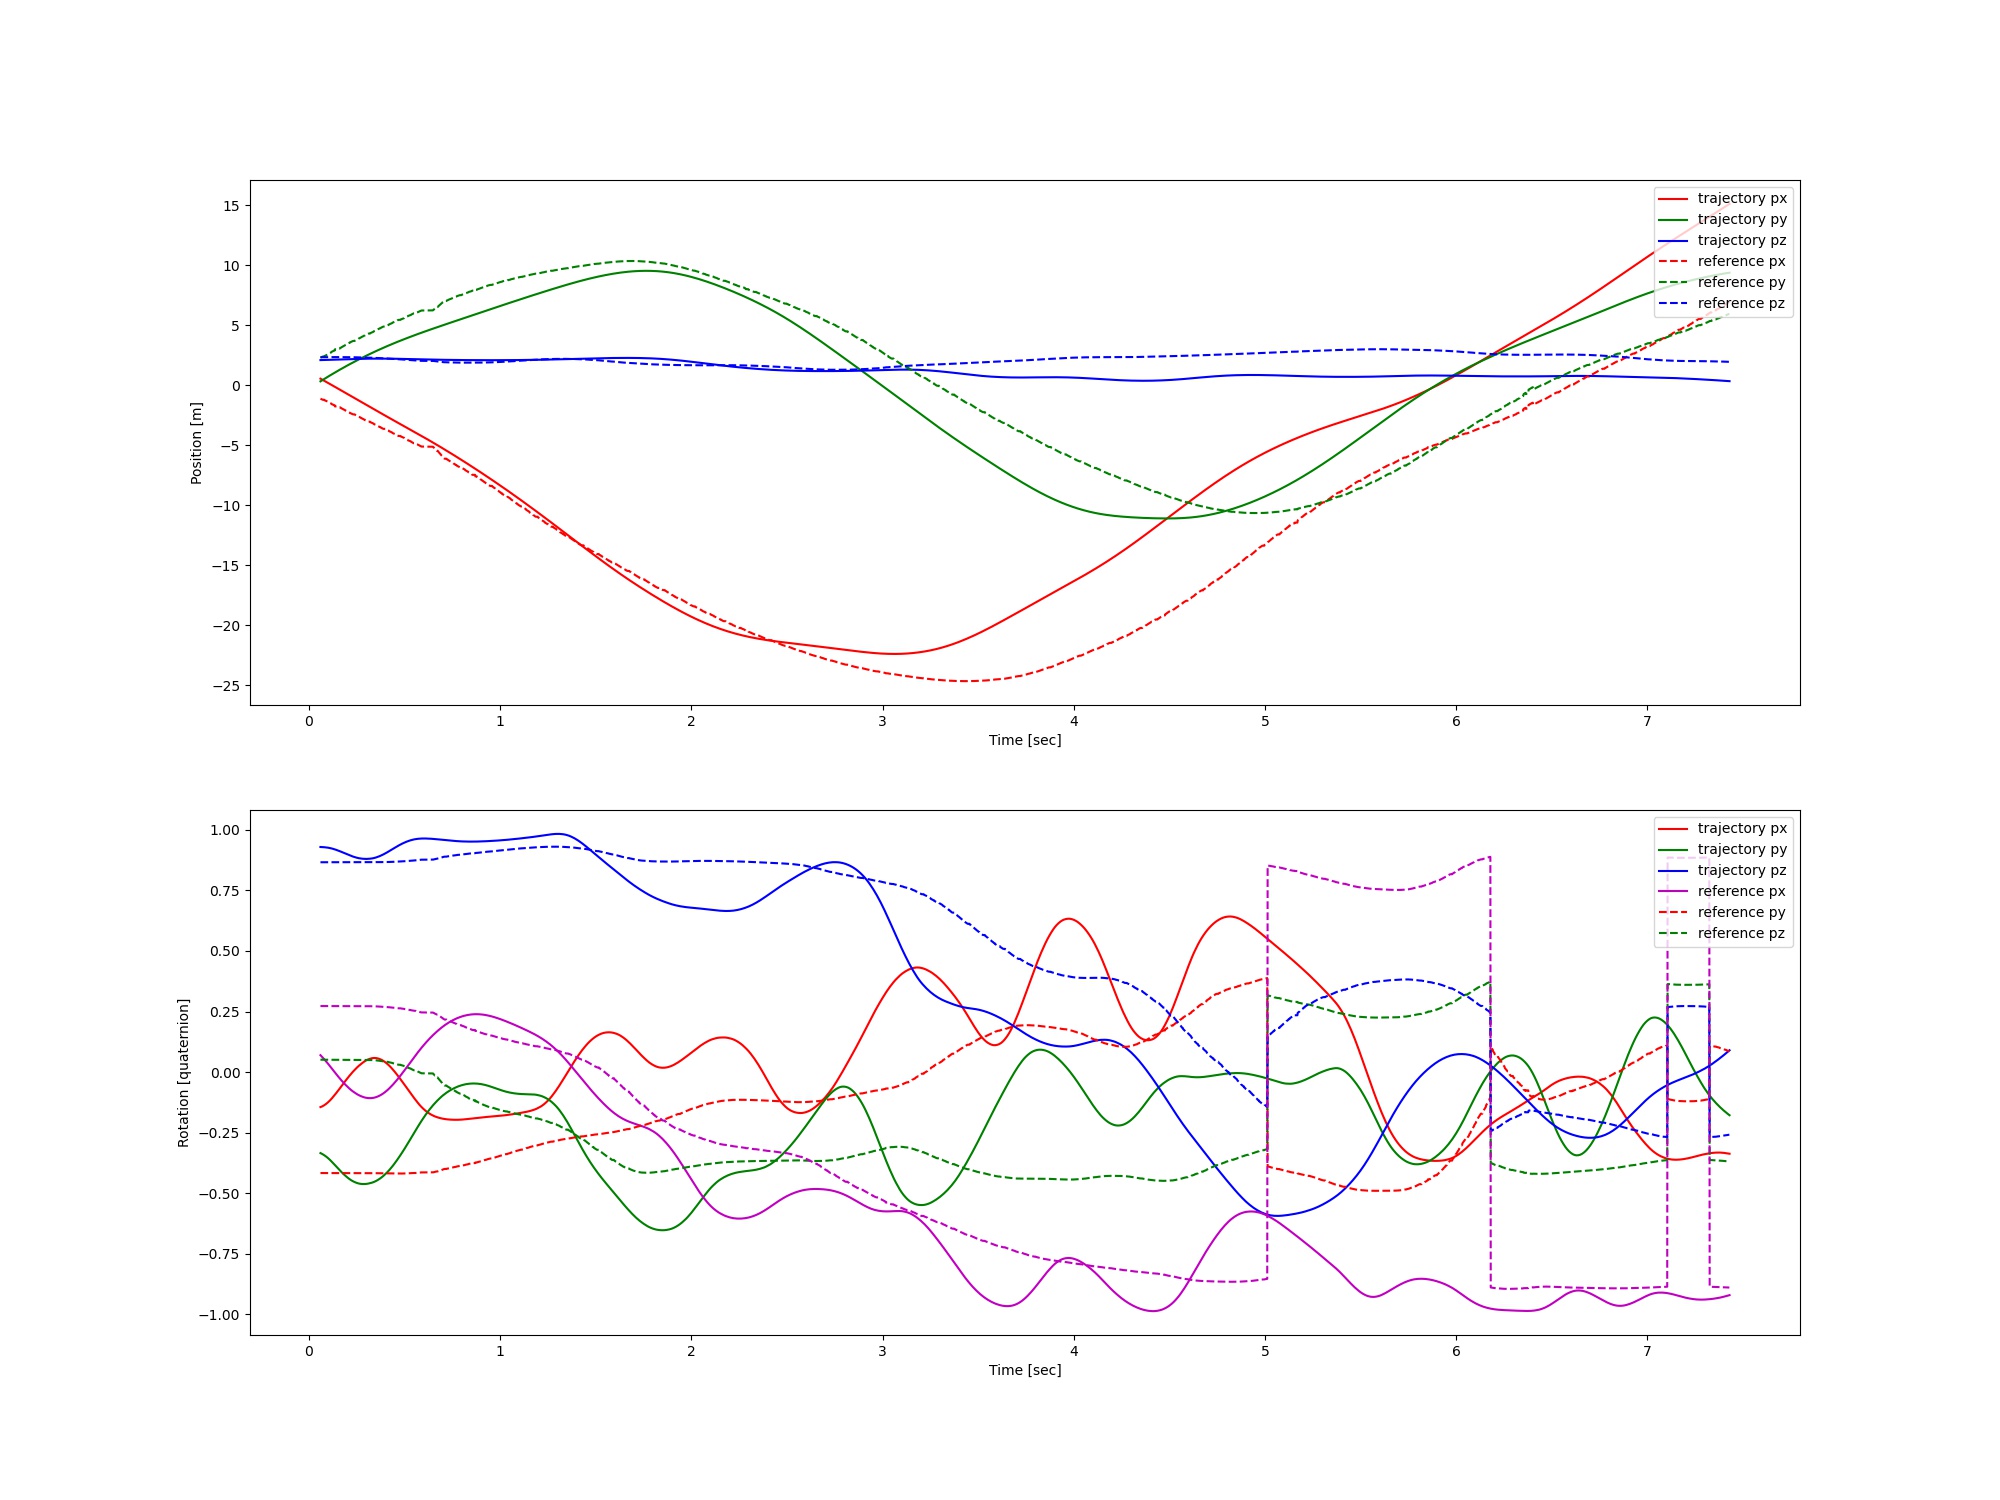 15
10
5
0
−5
−10
−15
−20
−25
Position [m]
0 1 2 3 4 5 6 7
Time [sec]
trajectory px
trajectory py
trajectory pz
reference px
reference py
reference pz
1.00
0.75
0.50
0.25
0.00
−0.25
−0.50
−0.75
−1.00
Rotation [quaternion]
0 1 2 3 4 5 6 7
Time [sec]
trajectory px
trajectory py
trajectory pz
reference px
reference py
reference pz